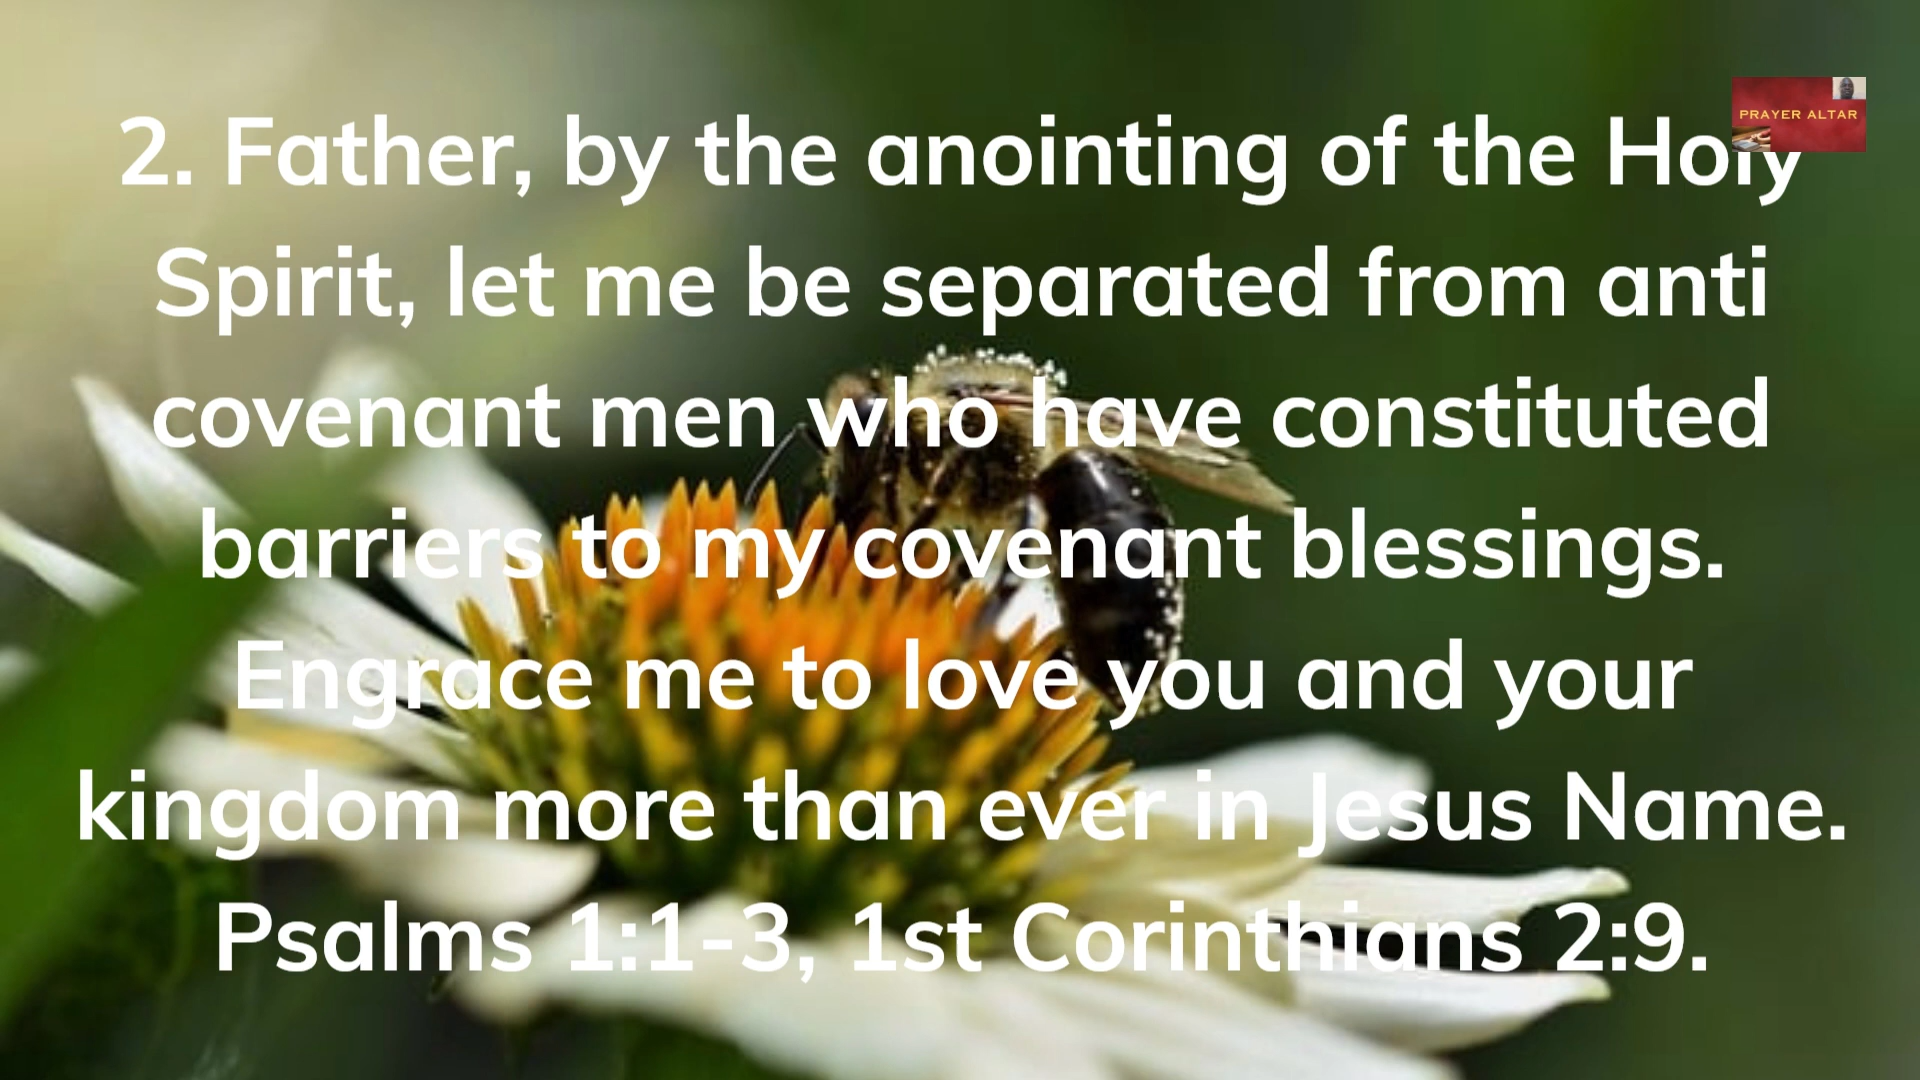 PRAYER ALTAR
2. Father, by the anointing of the Holy
Spirit, let me be separated from anti
covenant men who have constituted
barriers to my covenant blessings.
Engrace me to love you and your
kingdom more than ever in Jesus Name.
Psalms 1:1-3, 1st Corinthians 2:9.